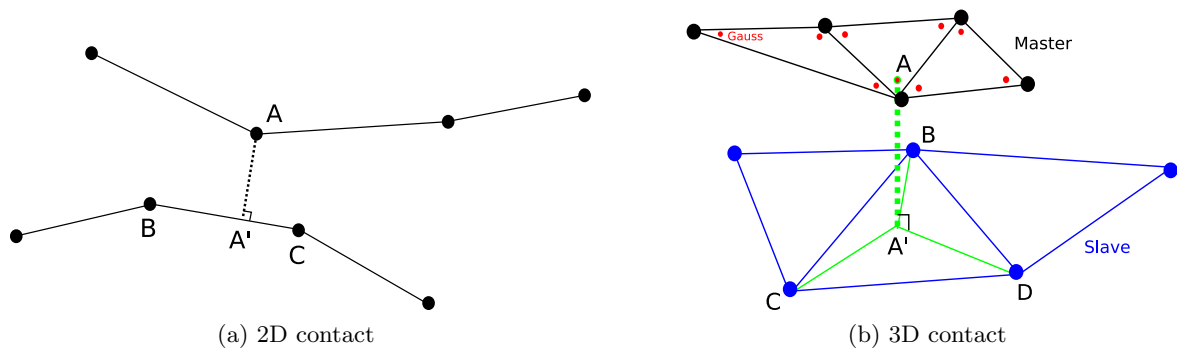 A
B
A'
C
(a) 2D contact
Gauss
Master
A
B
A'
Slave
C
D
(b) 3D contact